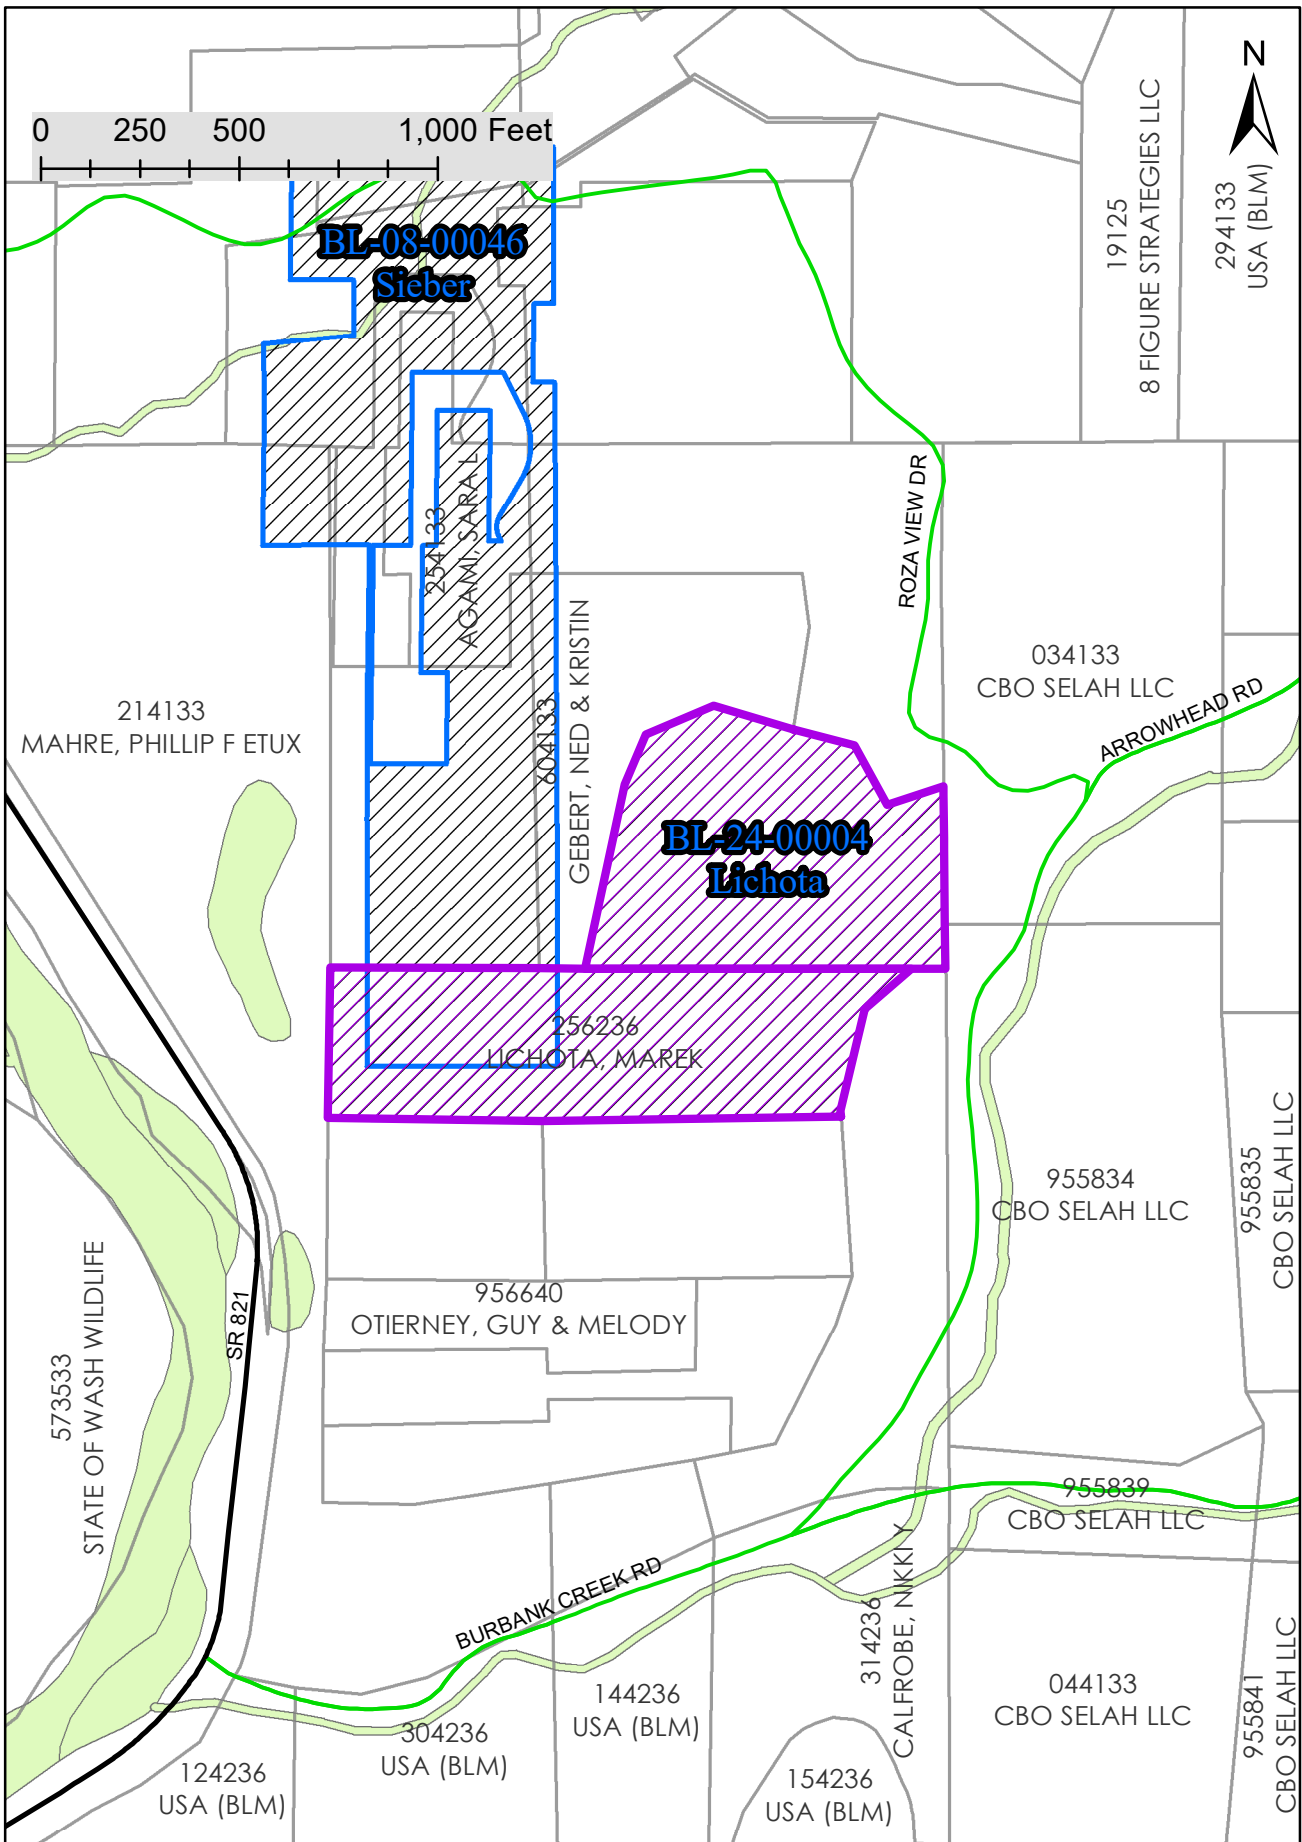 N
0 250 500 1,000 Feet
19125
8 FIGURE STRATEGIES LLC
294133
USA (BLM)
BL-08-00046
Sieber
254133
AGAMI, SARA L
ROZA VIEW DR
604133
GEBERT, NED & KRISTIN
034133
CBO SELAH LLC
214133
MAHRE, PHILLIP F ETUX
ARROWHEAD RD
BL-24-00004
Lichota
256236
LICHOTA, MAREK
955834
CBO SELAH LLC
955835
CBO SELAH LLC
573533
STATE OF WASH WILDLIFE
SR 821
956640
OTIERNEY, GUY & MELODY
955839
CBO SELAH LLC
BURBANK CREEK RD
314236
CALFROBE, NIKKI Y
044133
CBO SELAH LLC
955841
CBO SELAH LLC
144236
USA (BLM)
304236
USA (BLM)
124236
USA (BLM)
154236
USA (BLM)